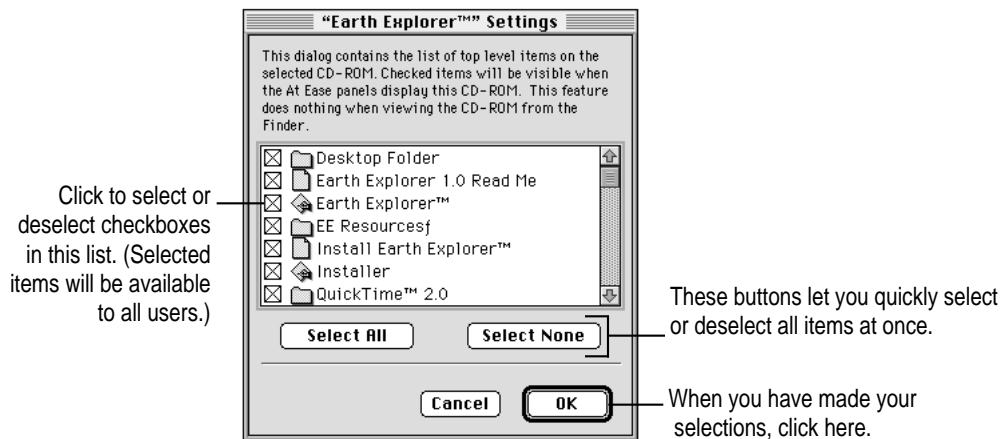 “Earth Explorer™” Settings
This dialog contains the list of top level items on the
selected CD-ROM. Checked items will be visible when
the At Ease panels display this CD-ROM. This feature
does nothing when viewing the CD-ROM from the
Finder.
Desktop Folder
Earth Explorer 1.0 Read Me
Earth Explorer™
EE Resourcesƒ
Install Earth Explorer™
Installer
QuickTime™ 2.0
Click to select or
deselect checkboxes
in this list. (Selected
items will be available
to all users.)
Select All
Select None
These buttons let you quickly select
or deselect all items at once.
Cancel
OK
When you have made your
selections, click here.